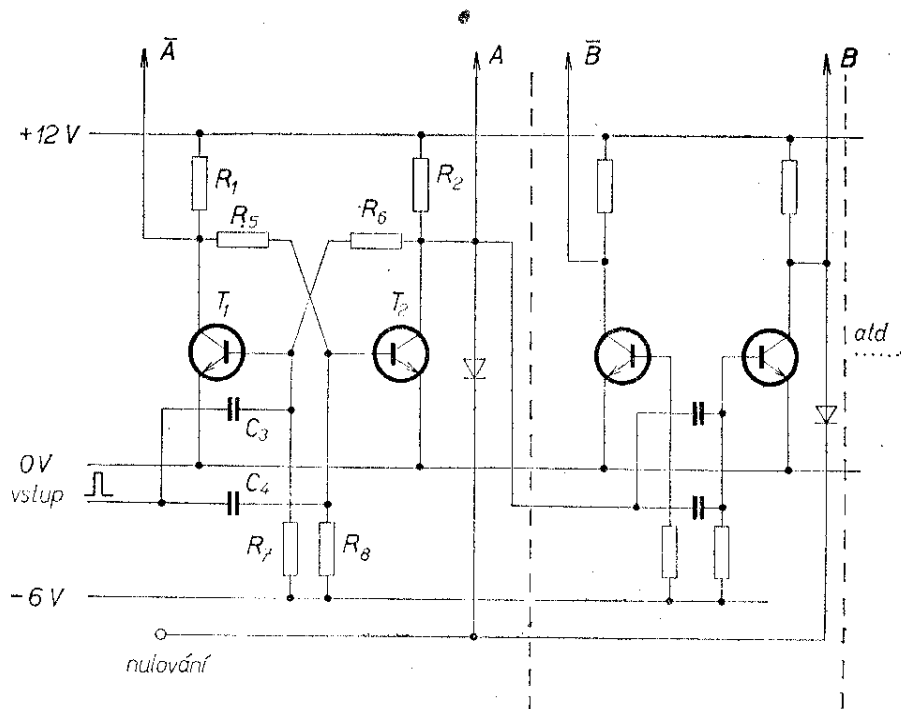 Ā A B̄ B
+12 V
R₁ R₂
R₅ R₆
T₁ T₂
atd
C₃
0V
vstup C₄
R₇ R₈
-6 V
nulování